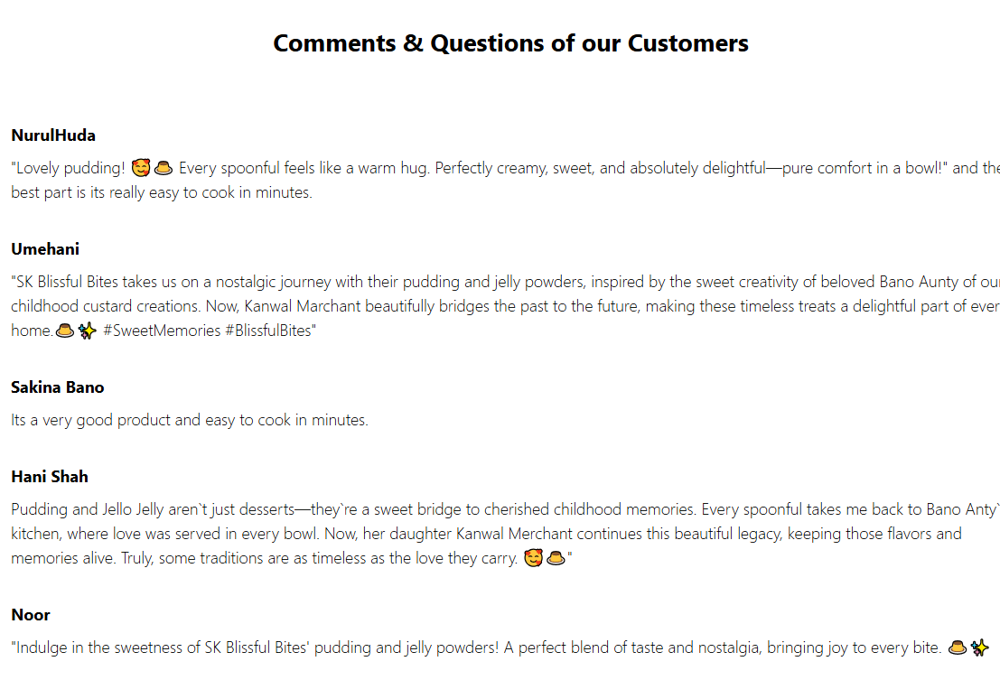 Comments & Questions of our Customers
NurulHuda
"Lovely pudding! 🥰🍮 Every spoonful feels like a warm hug. Perfectly creamy, sweet, and absolutely delightful—pure comfort in a bowl!" and the
best part is its really easy to cook in minutes.
Umehani
"SK Blissful Bites takes us on a nostalgic journey with their pudding and jelly powders, inspired by the sweet creativity of beloved Bano Aunty of our
childhood custard creations. Now, Kanwal Marchant beautifully bridges the past to the future, making these timeless treats a delightful part of ever
home.🍮✨ #SweetMemories #BlissfulBites"
Sakina Bano
Its a very good product and easy to cook in minutes.
Hani Shah
Pudding and Jello Jelly aren`t just desserts—they`re a sweet bridge to cherished childhood memories. Every spoonful takes me back to Bano Anty`
kitchen, where love was served in every bowl. Now, her daughter Kanwal Merchant continues this beautiful legacy, keeping those flavors and
memories alive. Truly, some traditions are as timeless as the love they carry. 🥰🍮"
Noor
"Indulge in the sweetness of SK Blissful Bites' pudding and jelly powders! A perfect blend of taste and nostalgia, bringing joy to every bite. 🍮✨